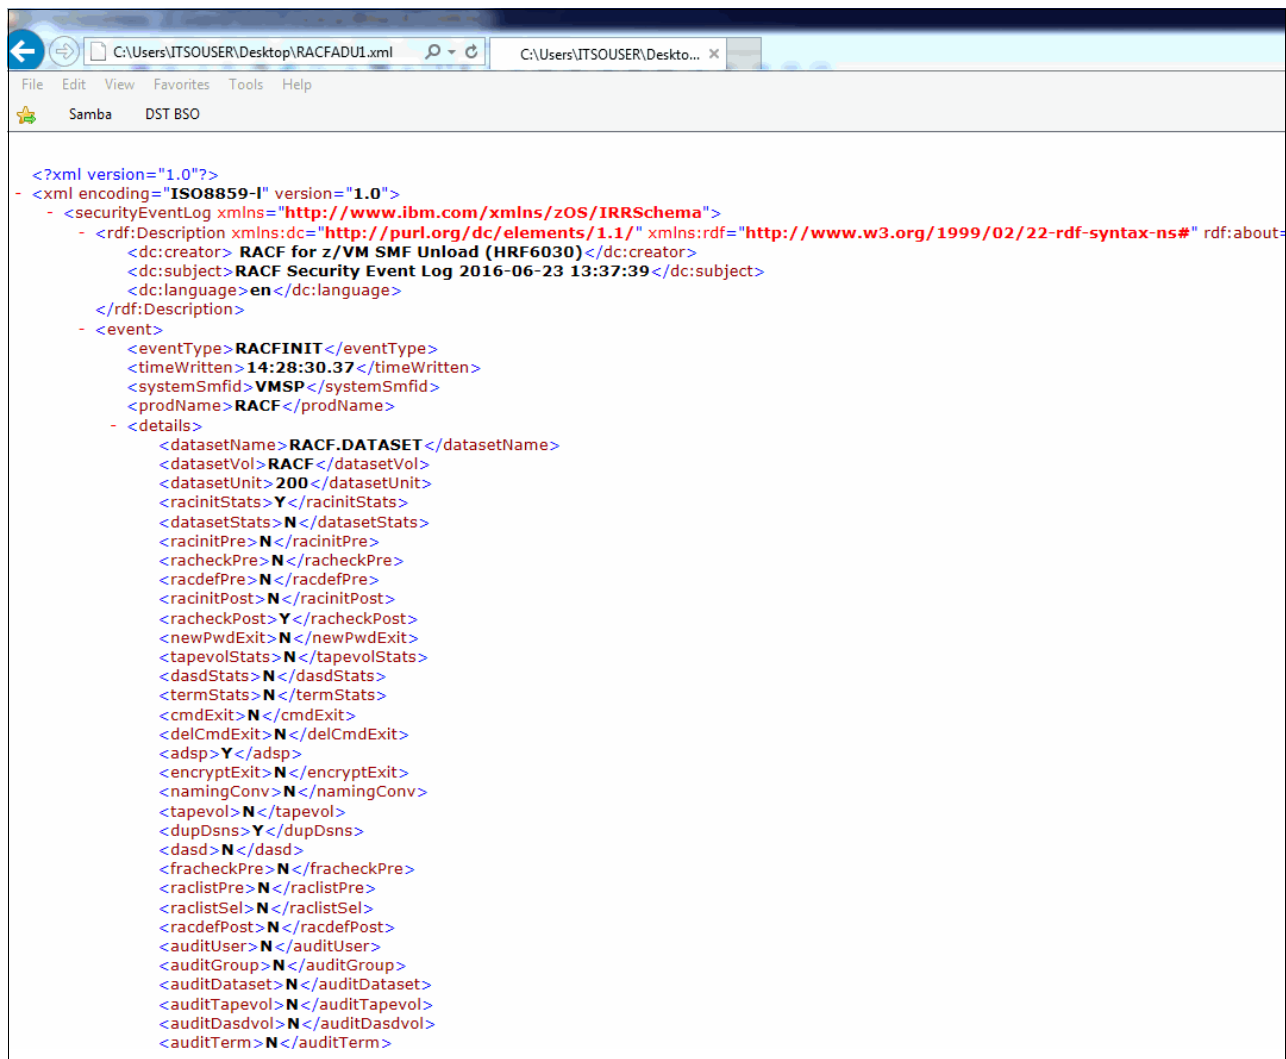 C:\Users\ITSOUSER\Desktop\RACFADU1.xml
C:\Users\ITSOUSER\Deskto...
File Edit View Favorites Tools Help
Samba DST BSO
<?xml version="1.0"?>
- <xml encoding="ISO8859-l" version="1.0">
- <securityEventLog xmlns="http://www.ibm.com/xmlns/zOS/IRRSchema">
- <rdf:Description xmlns:dc="http://purl.org/dc/elements/1.1/" xmlns:rdf="http://www.w3.org/1999/02/22-rdf-syntax-ns#" rdf:about=
<dc:creator> RACF for z/VM SMF Unload (HRF6030)</dc:creator>
<dc:subject>RACF Security Event Log 2016-06-23 13:37:39</dc:subject>
<dc:language>en</dc:language>
</rdf:Description>
- <event>
<eventType>RACFINIT</eventType>
<timeWritten>14:28:30.37</timeWritten>
<systemSmfid>VMSP</systemSmfid>
<prodName>RACF</prodName>
- <details>
<datasetName>RACF.DATASET</datasetName>
<datasetVol>RACF</datasetVol>
<datasetUnit>200</datasetUnit>
<racinitStats>Y</racinitStats>
<datasetStats>N</datasetStats>
<racinitPre>N</racinitPre>
<racheckPre>N</racheckPre>
<racdefPre>N</racdefPre>
<racinitPost>N</racinitPost>
<racheckPost>Y</racheckPost>
<newPwdExit>N</newPwdExit>
<tapevolStats>N</tapevolStats>
<dasdStats>N</dasdStats>
<termStats>N</termStats>
<cmdExit>N</cmdExit>
<delCmdExit>N</delCmdExit>
<adsp>Y</adsp>
<encryptExit>N</encryptExit>
<namingConv>N</namingConv>
<tapevol>N</tapevol>
<dupDsns>Y</dupDsns>
<dasd>N</dasd>
<fracheckPre>N</fracheckPre>
<raclistPre>N</raclistPre>
<raclistSel>N</raclistSel>
<racdefPost>N</racdefPost>
<auditUser>N</auditUser>
<auditGroup>N</auditGroup>
<auditDataset>N</auditDataset>
<auditTapevol>N</auditTapevol>
<auditDasdvol>N</auditDasdvol>
<auditTerm>N</auditTerm>